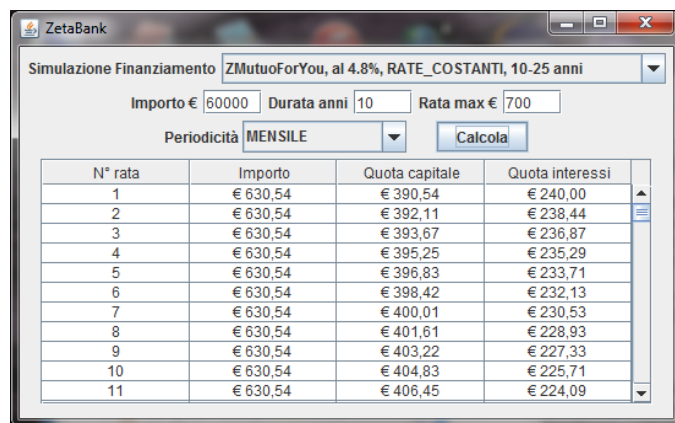 ZetaBank
Simulazione Finanziamento ZMutuoForYou, al 4.8%, RATE_COSTANTI, 10-25 anni
Importo € 60000 Durata anni 10 Rata max € 700
Periodicità MENSILE Calcola
N° rata Importo Quota capitale Quota interessi
1 € 630,54 € 390,54 € 240,00
2 € 630,54 € 392,11 € 238,44
3 € 630,54 € 393,67 € 236,87
4 € 630,54 € 395,25 € 235,29
5 € 630,54 € 396,83 € 233,71
6 € 630,54 € 398,42 € 232,13
7 € 630,54 € 400,01 € 230,53
8 € 630,54 € 401,61 € 228,93
9 € 630,54 € 403,22 € 227,33
10 € 630,54 € 404,83 € 225,71
11 € 630,54 € 406,45 € 224,09